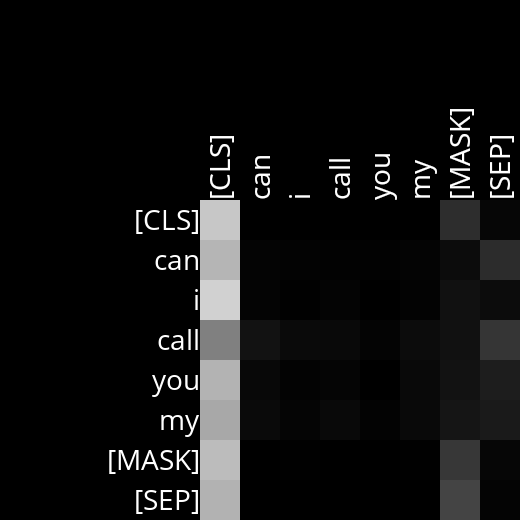 [CLS] can i call you my [MASK] [SEP]
[CLS]
can
i
call
you
my
[MASK]
[SEP]